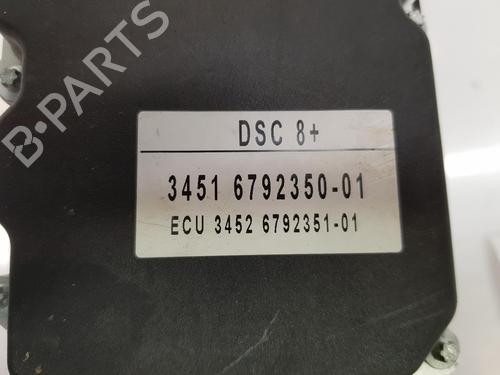 B-PARTS
DSC 8+
3451 6792350-01
ECU 3452 6792351-01